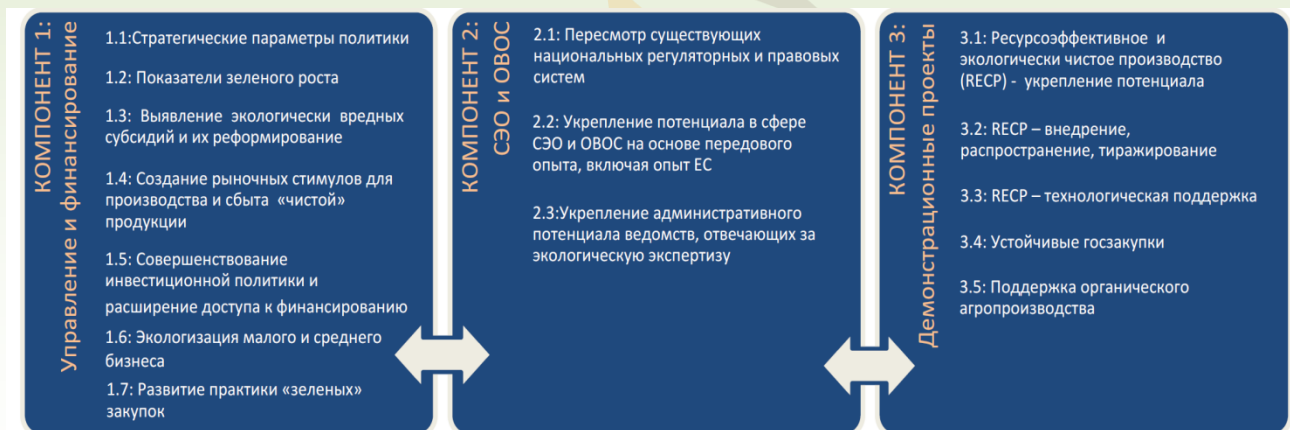 КОМПОНЕНТ 1:
Управление и финансирование
1.1:Стратегические параметры политики
1.2: Показатели зеленого роста
1.3: Выявление экологически вредных
субсидий и их реформирование
1.4: Создание рыночных стимулов для
производства и сбыта «чистой»
продукции
1.5: Совершенствование
инвестиционной политики и
расширение доступа к финансированию
1.6: Экологизация малого и среднего
бизнеса
1.7: Развитие практики «зеленых»
закупок
КОМПОНЕНТ 2:
СЭО и ОВОС
2.1: Пересмотр существующих
национальных регуляторных и правовых
систем
2.2: Укрепление потенциала в сфере
СЭО и ОВОС на основе передового
опыта, включая опыт ЕС
2.3:Укрепление административного
потенциала ведомств, отвечающих за
экологическую экспертизу
КОМПОНЕНТ 3:
Демонстрационные проекты
3.1: Ресурсоэффективное и
экологически чистое производство
(RECP) - укрепление потенциала
3.2: RECP – внедрение,
распространение, тиражирование
3.3: RECP – технологическая поддержка
3.4: Устойчивые госзакупки
3.5: Поддержка органического
агропроизводства